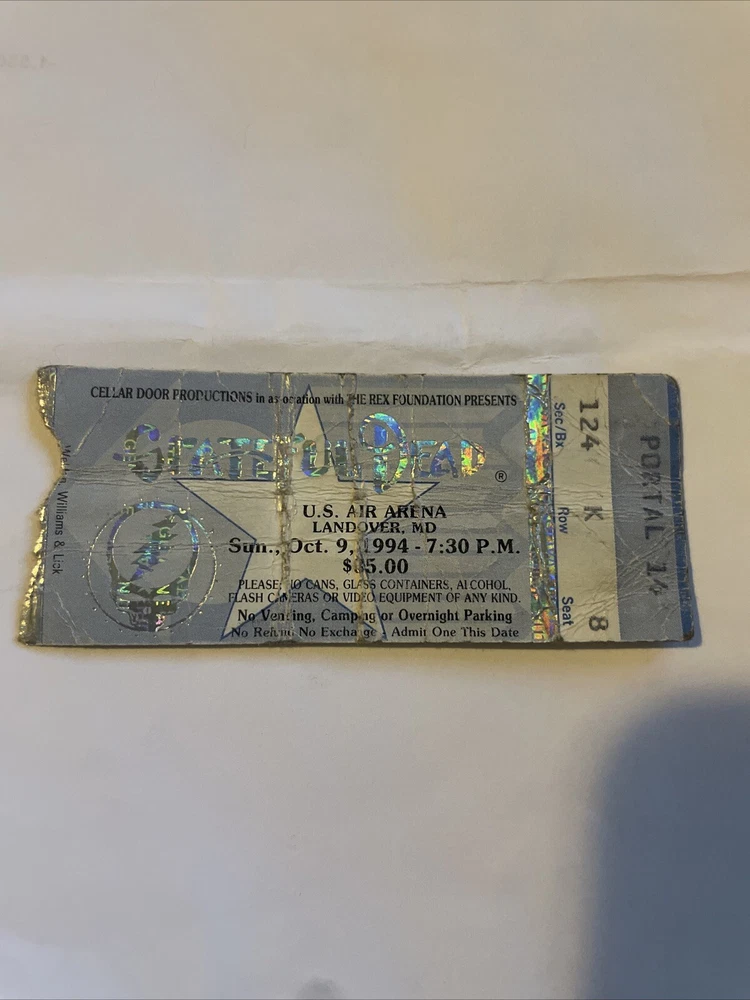 CELLAR DOOR PRODUCTIONS in association with THE REX FOUNDATION PRESENTS
GRATEFUL DEAD ®
U.S. AIR ARENA
LANDOVER, MD
Sun., Oct. 9, 1994 - 7:30 P.M.
$35.00
PLEASE, NO CANS, GLASS CONTAINERS, ALCOHOL,
FLASH CAMERAS OR VIDEO EQUIPMENT OF ANY KIND.
No Vending, Camping or Overnight Parking
No Refund No Exchange Admit One This Date
Williams & Lick
124 K 8
Sec/Bx Row Seat
PORTAL 14